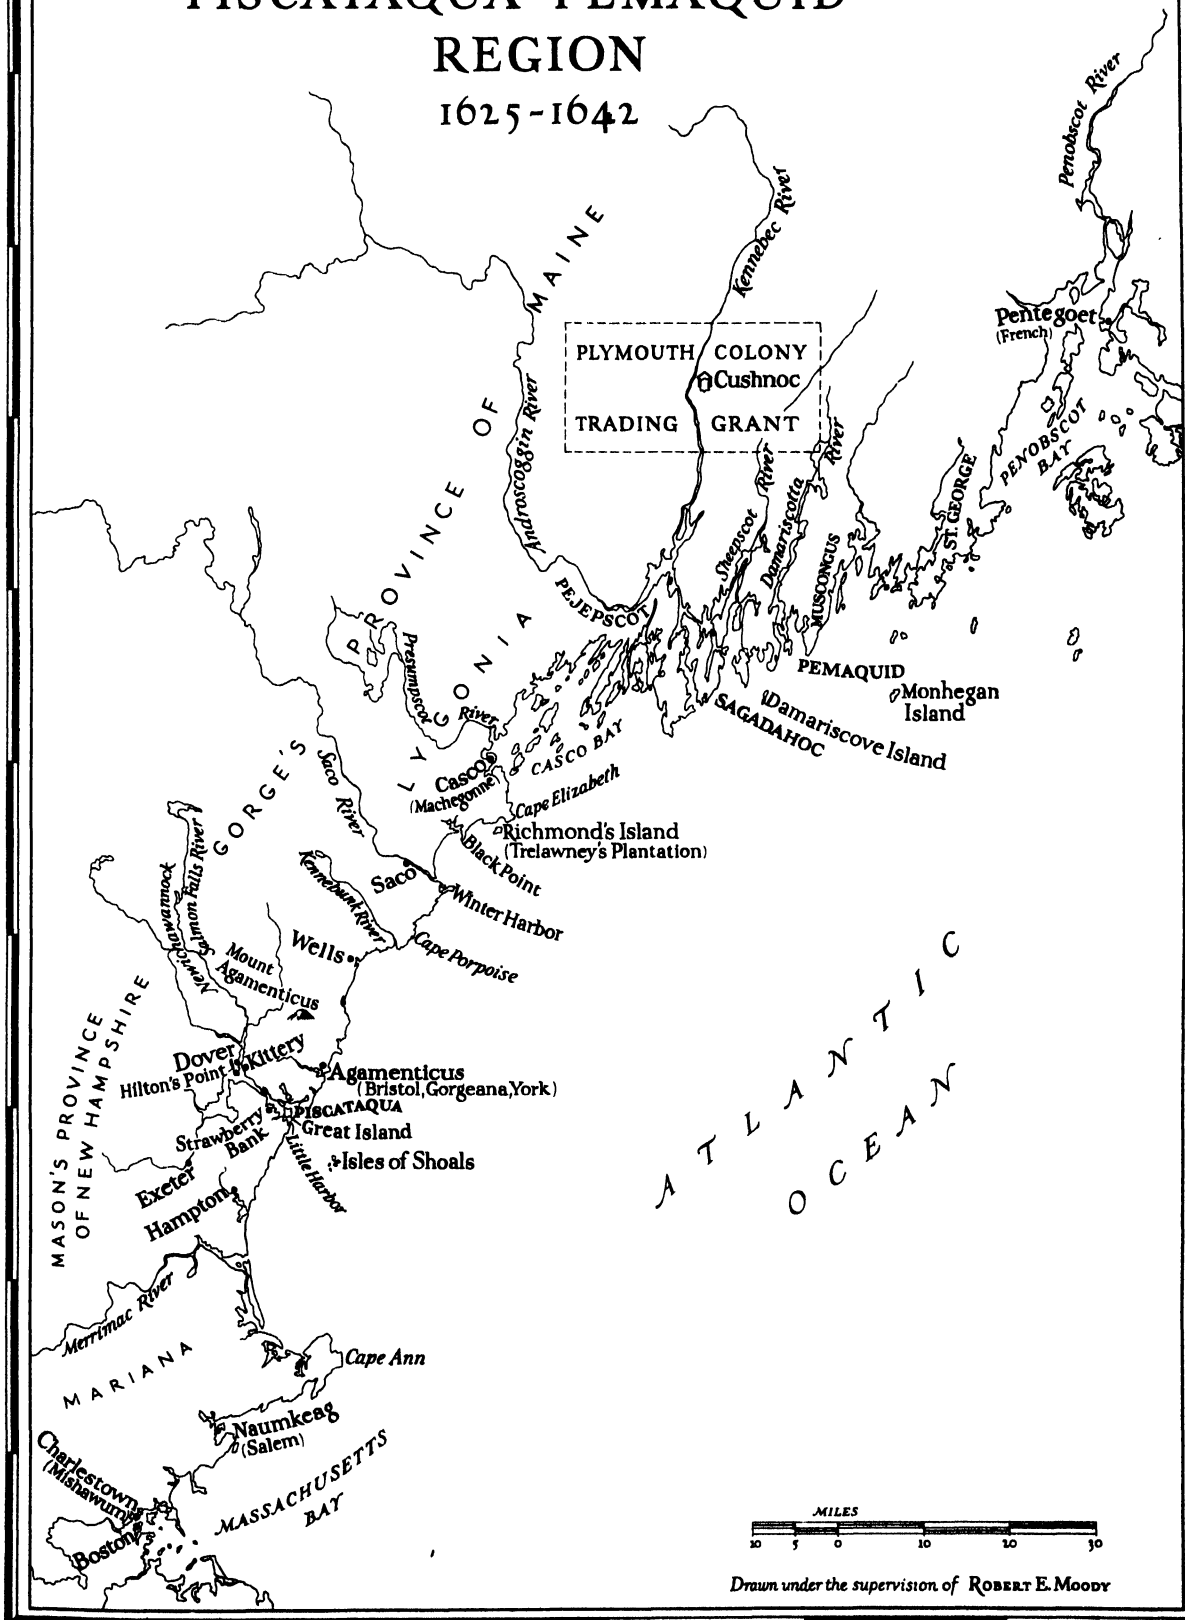 PISCATAQUA-PEMAQUID
REGION
1625-1642
Penobscot River
Kennebec River
PROVINCE OF MAINE
Androscoggin River
PLYMOUTH COLONY
Cushnoc
TRADING GRANT
Pentegoet
(French)
PENOBSCOT
BAY
ST. GEORGE
Sheepscot River
Damariscotta River
MUSCONGUS
PEJEPSCOT
PEMAQUID
Monhegan
Island
SAGADAHOC
Damariscove Island
LYGONIA
Presumpscot River
CASCO BAY
Casco
(Machegonne)
Cape Elizabeth
Richmond's Island
(Trelawney's Plantation)
Black Point
GORGE'S
Saco River
Saco
Winter Harbor
Kennebunk River
Cape Porpoise
Wells
Newichawannock
Salmon Falls River
Mount
Agamenticus
MASON'S PROVINCE
OF NEW HAMPSHIRE
Dover
Kittery
Hilton's Point
Agamenticus
(Bristol, Gorgeana, York)
PISCATAQUA
Great Island
Strawberry
Bank
Little Harbor
Isles of Shoals
Exeter
Hampton
ATLANTIC
OCEAN
Merrimac River
MARIANA
Cape Ann
Naumkeag
(Salem)
Charlestown
(Mishawum)
Boston
MASSACHUSETTS
BAY
MILES
10 5 0 10 20 30
Drawn under the supervision of ROBERT E. MOODY